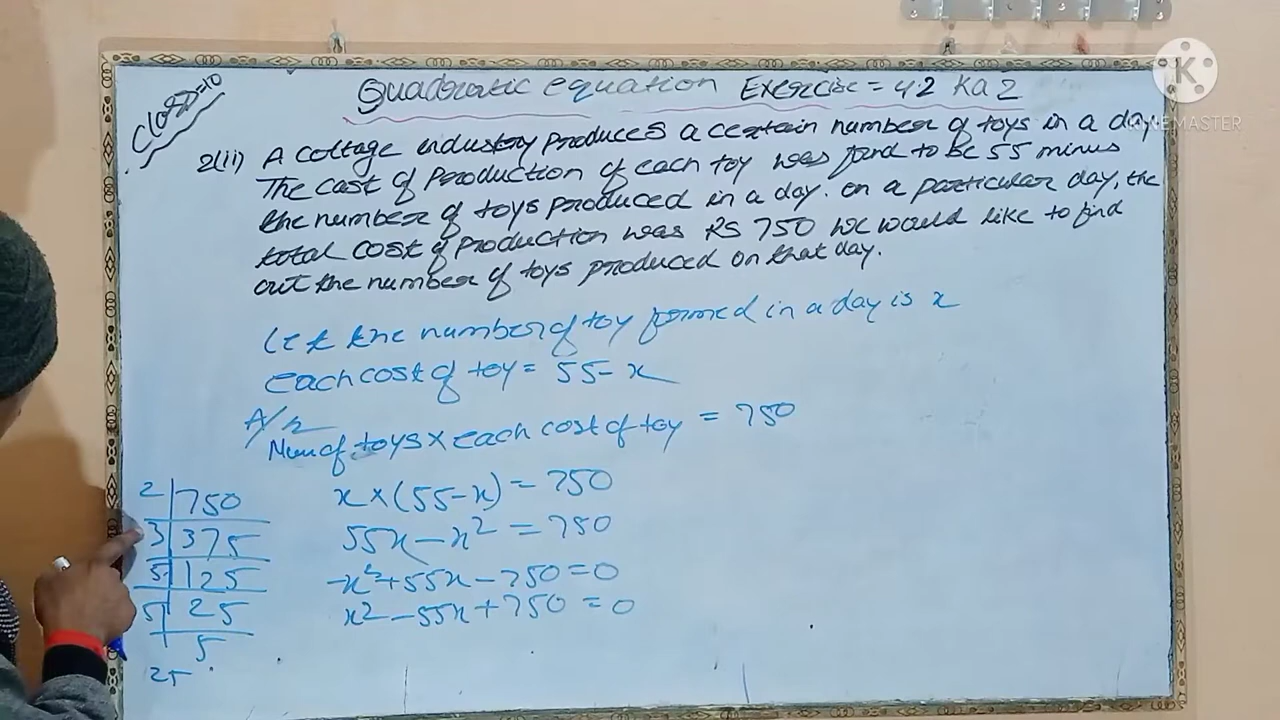 Class=10
Quadratic equation Exercise = 4.2 Ka 2
2(ii) A cottage industry produces a certain number of toys in a day.
The cost of production of each toy was found to be 55 minus
the number of toys produced in a day. on a particular day, the
total cost of production was RS 750 we would like to find
out the number of toys produced on that day.
Let the number of toy formed in a day is x
each cost of toy = 55-x
A/
Num of toys x each cost of toy = 750
x×(55-x) = 750
55x-x² = 750
-x²+55x-750=0
x²-55x+750=0
2 750
3 375
5 125
5 25
5
25
K
KINEMASTER